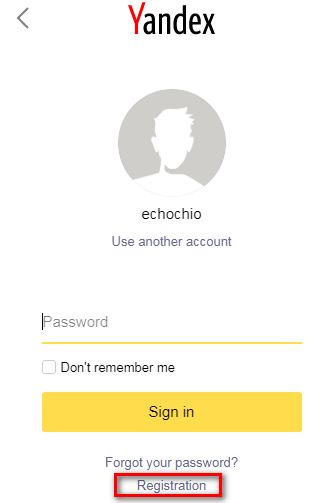 Yandex
echochio
Use another account
Password
Don't remember me
Sign in
Forgot your password?
Registration